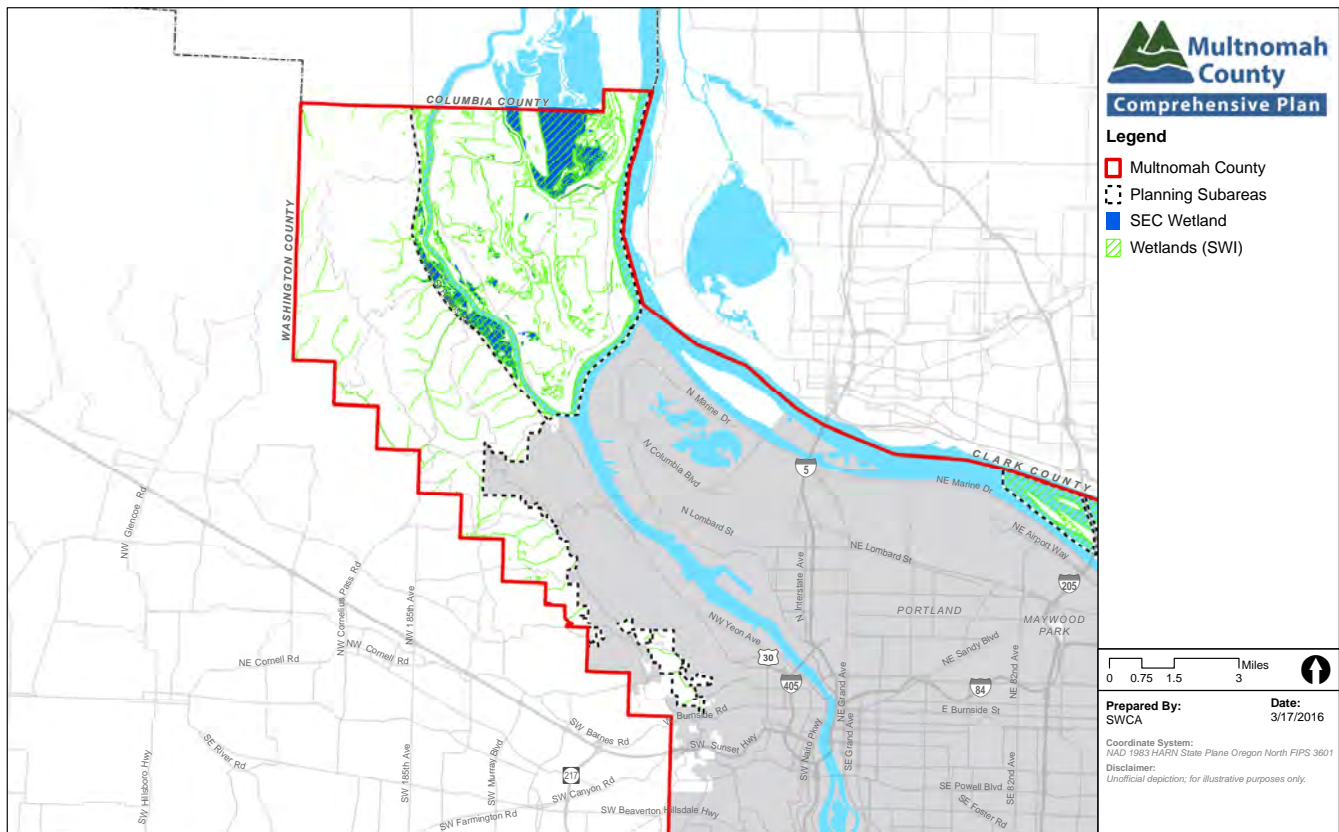 COLUMBIA COUNTY
WASHINGTON COUNTY
CLARK COUNTY
N Marine Dr
N Columbia Blvd
5
NE Marine Dr
NE Airport Way
N Lombard St
NE Lombard St
205
N Interstate Ave
PORTLAND
MAYWOOD
PARK
NW Yeon Ave
NE Sandy Blvd
30
405
84
NE Grand Ave
SE Grand Ave
NE 82nd Ave
E Burnside St
W Burnside Rd
SW Sunset Hwy
SW Naito Pkwy
SW Barnes Rd
217
SW Canyon Rd
SW Beaverton Hillsdale Hwy
SW Farmington Rd
SW Murray Blvd
SW 185th Ave
SE Powell Blvd
SE Foster Rd
SE 82nd Ave
NW Glencoe Rd
NW Cornelius Pass Rd
NW 185th Ave
NW Cornell Rd
NE Cornell Rd
SE River Rd
SW Hillsboro Hwy
Multnomah
County
Comprehensive Plan
Legend
Multnomah County
Planning Subareas
SEC Wetland
Wetlands (SWI)
Miles
0 0.75 1.5 3
Prepared By:
SWCA
Date:
3/17/2016
Coordinate System:
NAD 1983 HARN State Plane Oregon North FIPS 3601
Disclaimer:
Unofficial depiction; for illustrative purposes only.